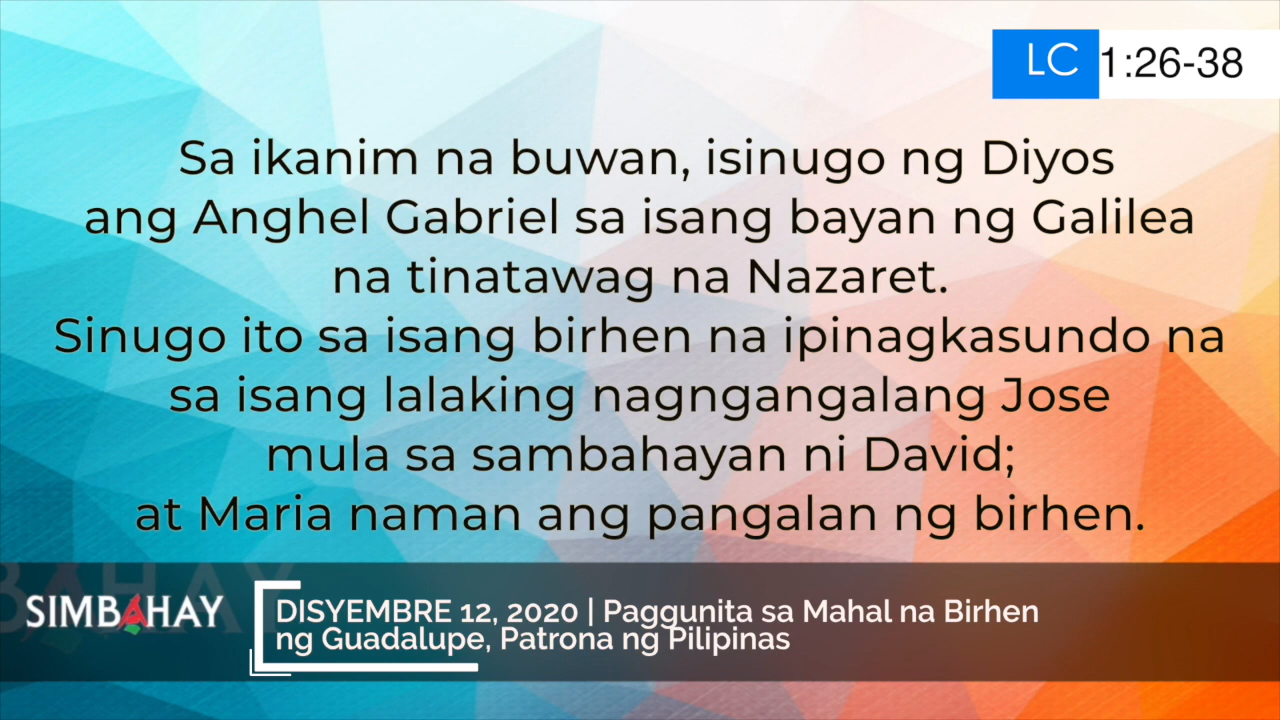 LC 1:26-38
Sa ikanim na buwan, isinugo ng Diyos
ang Anghel Gabriel sa isang bayan ng Galilea
na tinatawag na Nazaret.
Sinugo ito sa isang birhen na ipinagkasundo na
sa isang lalaking nagngangalang Jose
mula sa sambahayan ni David;
at Maria naman ang pangalan ng birhen.
SIMBAHAY
DISYEMBRE 12, 2020 | Paggunita sa Mahal na Birhen
ng Guadalupe, Patrona ng Pilipinas